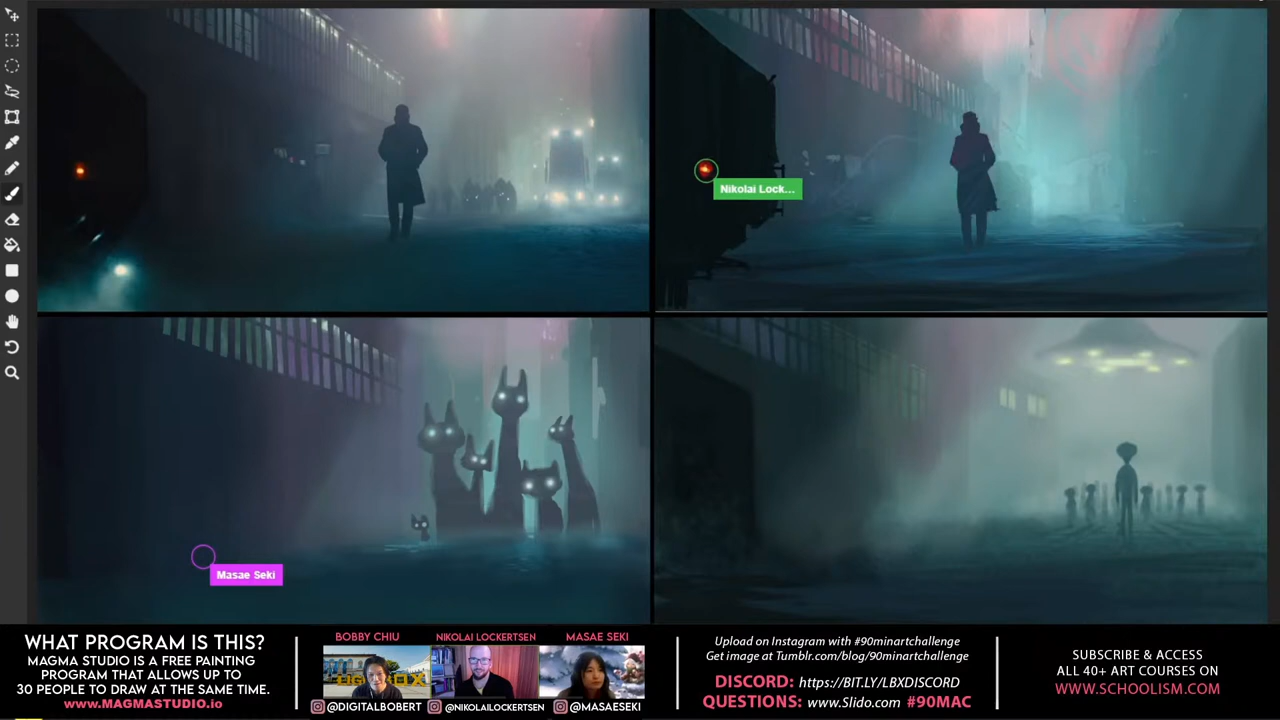 Nikolai Lock...
Masae Seki
WHAT PROGRAM IS THIS?
MAGMA STUDIO IS A FREE PAINTING
PROGRAM THAT ALLOWS UP TO
30 PEOPLE TO DRAW AT THE SAME TIME.
www.MAGMASTUDIO.io
BOBBY CHIU
NIKOLAI LOCKERTSEN
MASAE SEKI
@DIGITALBOBERT
@NIKOLAILOCKERTSEN
@MASAESEKI
Upload on Instagram with #90minartchallenge
Get image at Tumblr.com/blog/90minartchallenge
DISCORD: https://BIT.LY/LBXDISCORD
QUESTIONS: www.Slido.com #90MAC
SUBSCRIBE & ACCESS
ALL 40+ ART COURSES ON
WWW.SCHOOLISM.COM